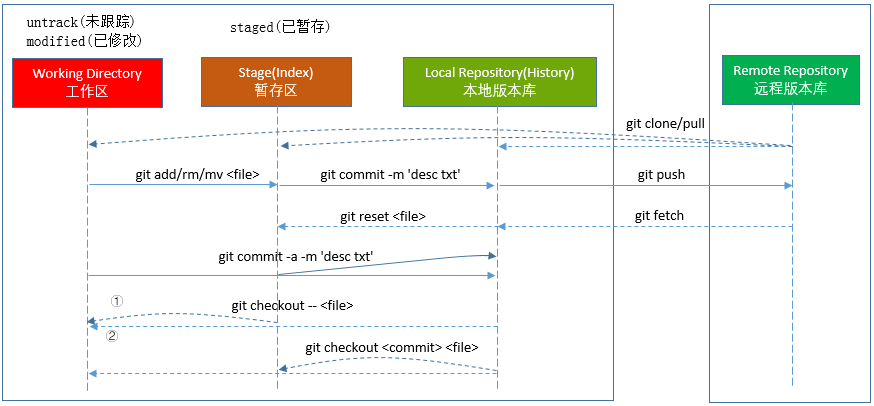 untrack(未跟踪)
modified(已修改)
staged(已暂存)
Working Directory
工作区
Stage(Index)
暂存区
Local Repository(History)
本地版本库
Remote Repository
远程版本库
git clone/pull
git add/rm/mv <file>
git commit -m 'desc txt'
git push
git reset <file>
git fetch
git commit -a -m 'desc txt'
①
git checkout -- <file>
②
git checkout <commit> <file>